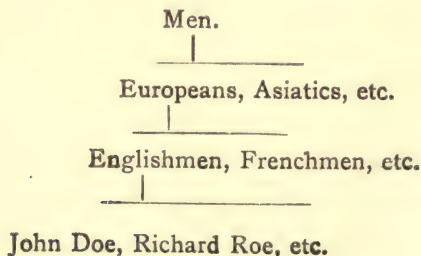 Men.
Europeans, Asiatics, etc.
Englishmen, Frenchmen, etc.
John Doe, Richard Roe, etc.